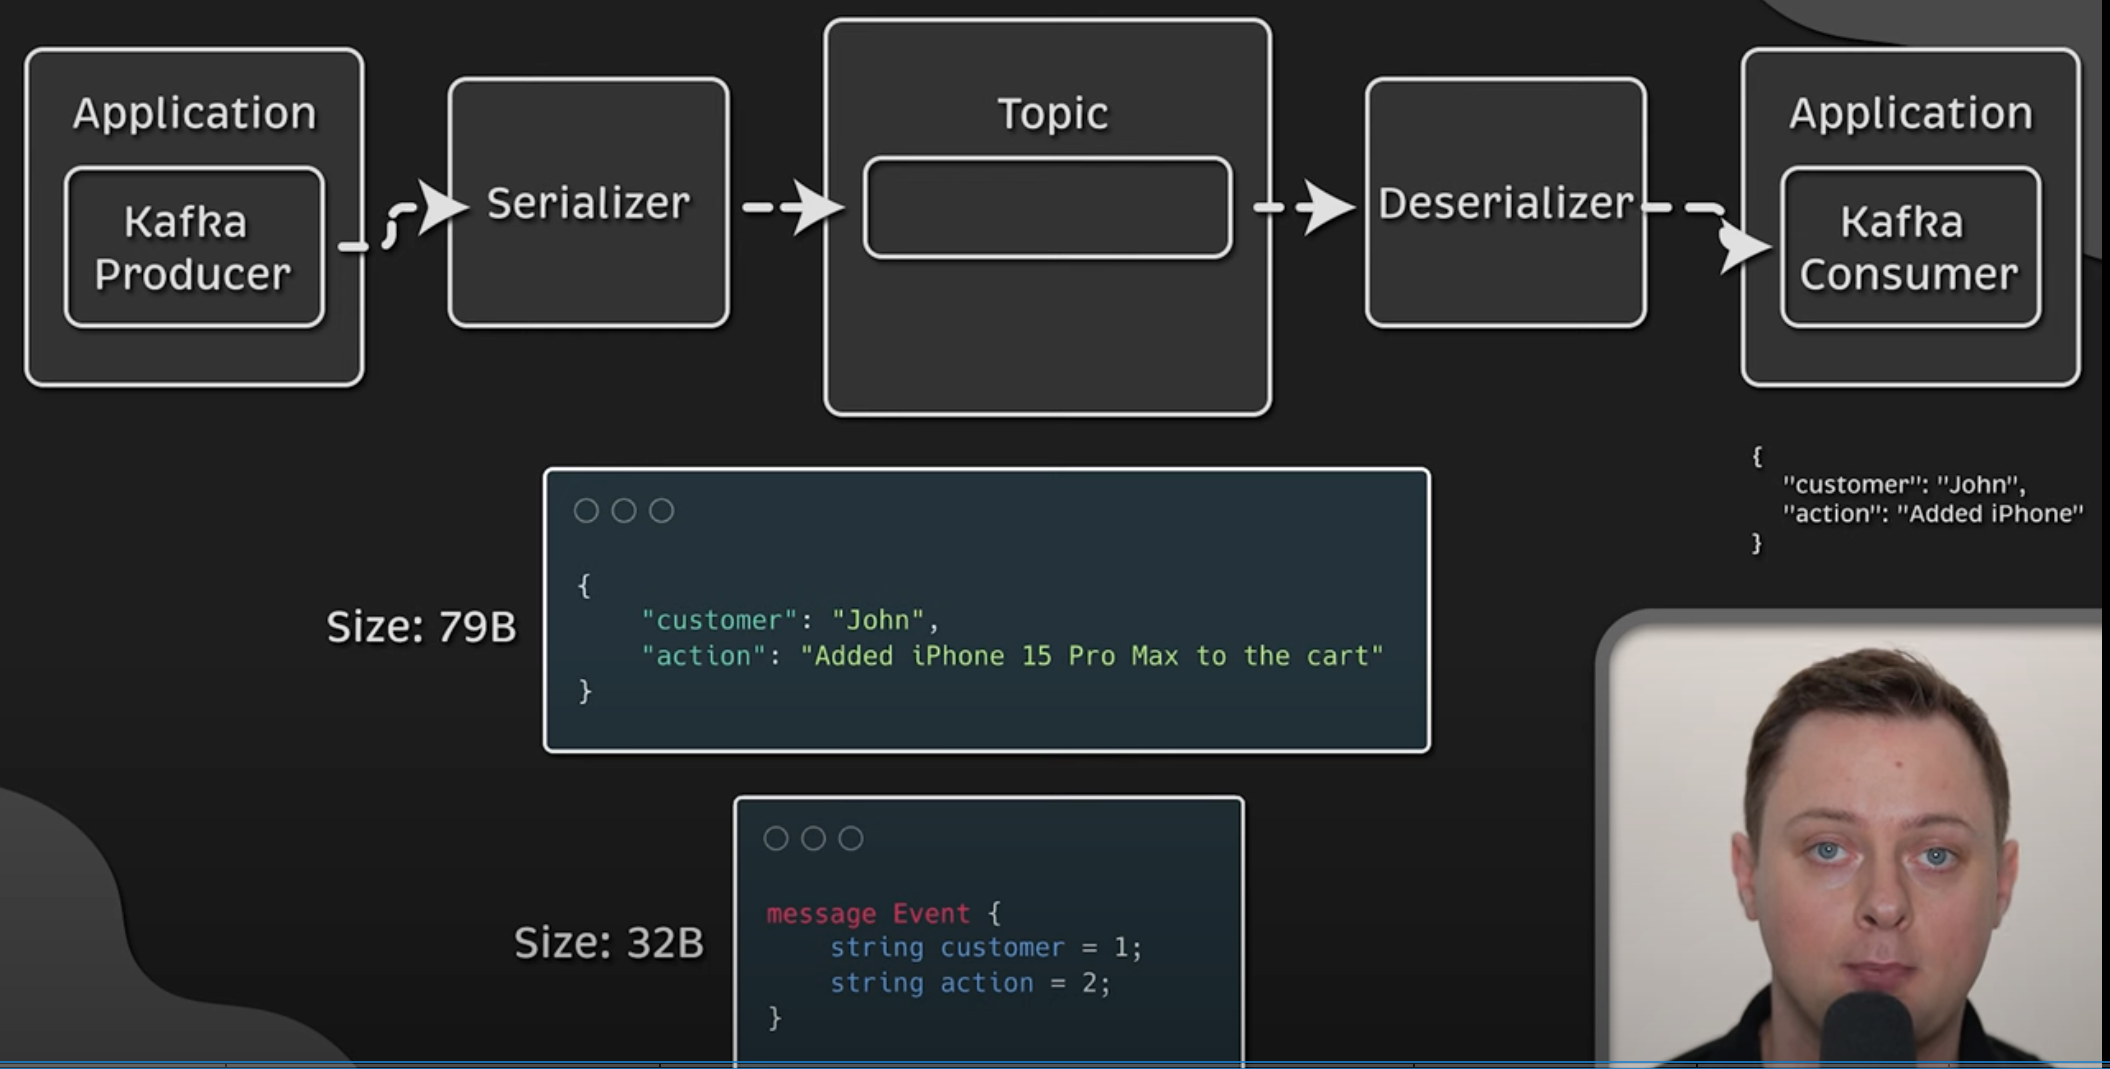 Application
Kafka
Producer
Serializer
Topic
Deserializer
Application
Kafka
Consumer
{
"customer": "John",
"action": "Added iPhone"
}
Size: 79B
{
"customer": "John",
"action": "Added iPhone 15 Pro Max to the cart"
}
Size: 32B
message Event {
string customer = 1;
string action = 2;
}